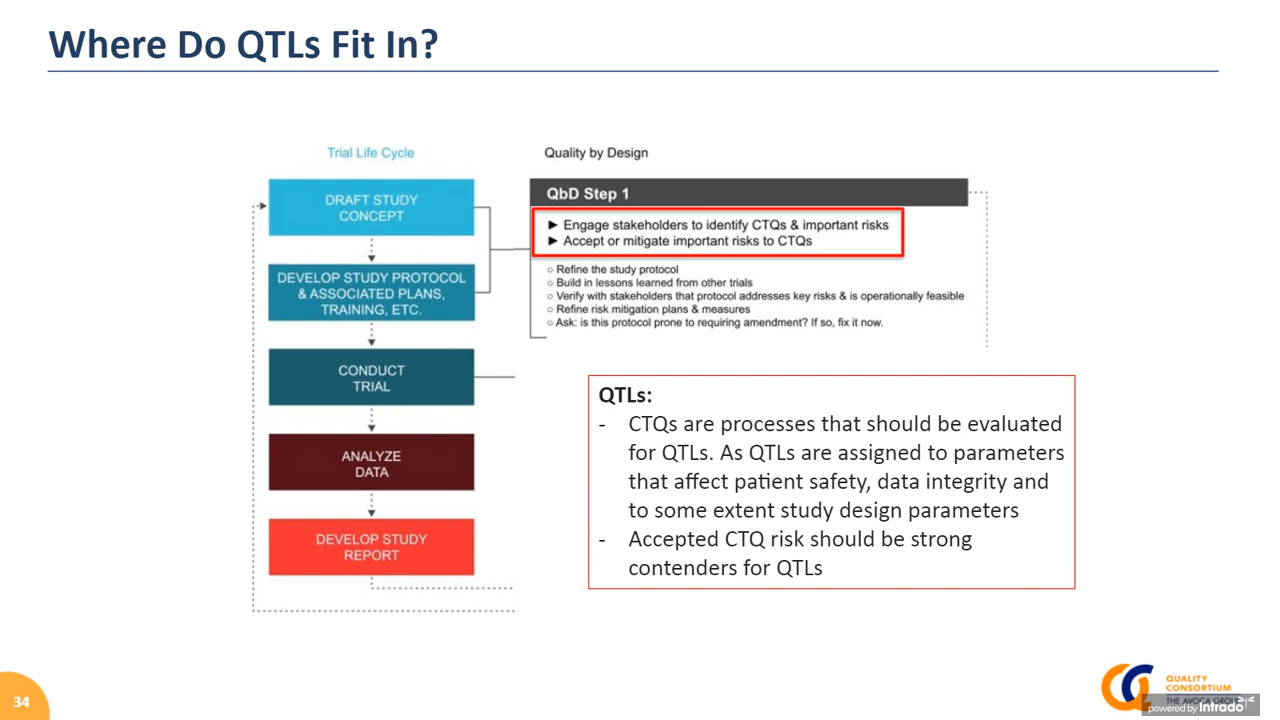 Where Do QTLs Fit In?
Trial Life Cycle
Quality by Design
DRAFT STUDY
CONCEPT
DEVELOP STUDY PROTOCOL
& ASSOCIATED PLANS,
TRAINING, ETC.
CONDUCT
TRIAL
ANALYZE
DATA
DEVELOP STUDY
REPORT
QbD Step 1
► Engage stakeholders to identify CTQs & important risks
► Accept or mitigate important risks to CTQs
○ Refine the study protocol
○ Build in lessons learned from other trials
○ Verify with stakeholders that protocol addresses key risks & is operationally feasible
○ Refine risk mitigation plans & measures
○ Ask: is this protocol prone to requiring amendment? If so, fix it now.
QTLs:
- CTQs are processes that should be evaluated
for QTLs. As QTLs are assigned to parameters
that affect patient safety, data integrity and
to some extent study design parameters
- Accepted CTQ risk should be strong
contenders for QTLs
34
QUALITY
CONSORTIUM
THE AVOCA GROUP
powered by intrado